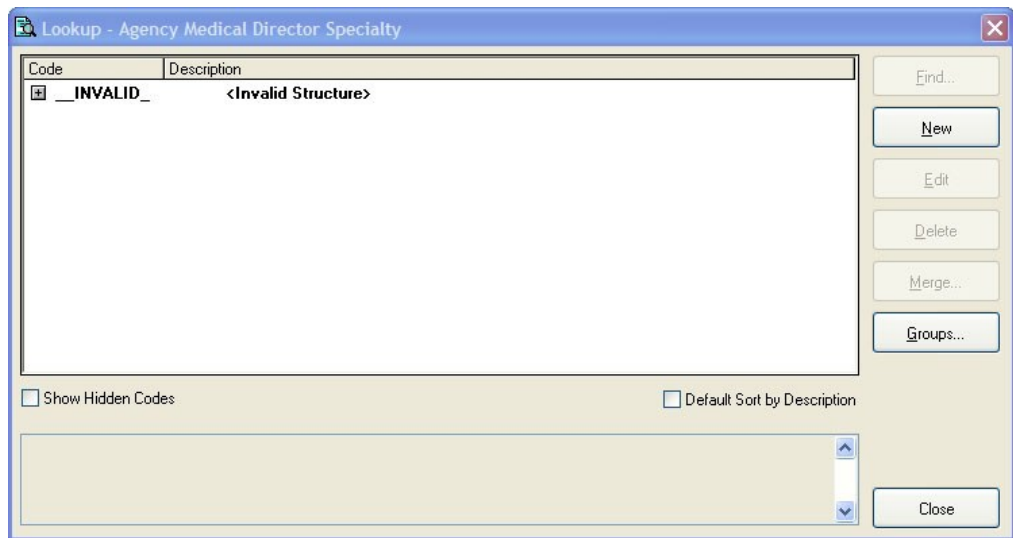 Lookup - Agency Medical Director Specialty
Code Description
__INVALID_ <Invalid Structure>
Find...
New
Edit
Delete
Merge...
Groups...
Show Hidden Codes
Default Sort by Description
Close